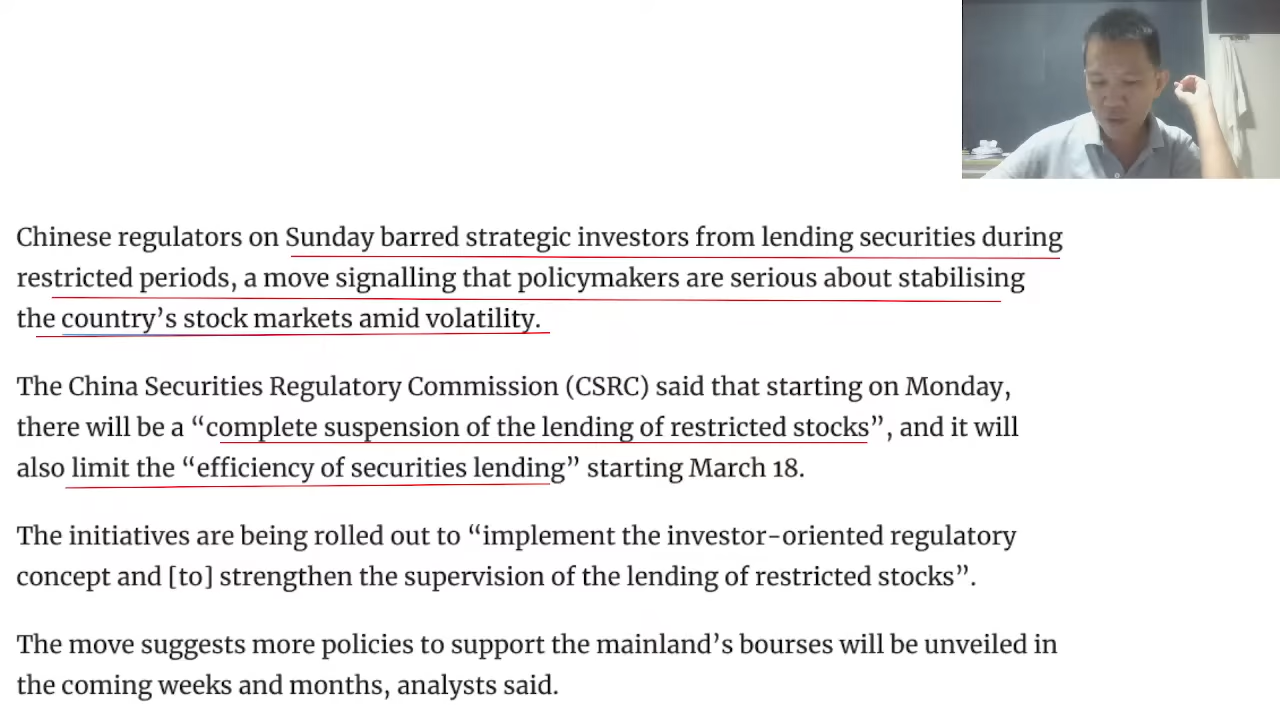 Chinese regulators on Sunday barred strategic investors from lending securities during
restricted periods, a move signalling that policymakers are serious about stabilising
the country’s stock markets amid volatility.
The China Securities Regulatory Commission (CSRC) said that starting on Monday,
there will be a “complete suspension of the lending of restricted stocks”, and it will
also limit the “efficiency of securities lending” starting March 18.
The initiatives are being rolled out to “implement the investor-oriented regulatory
concept and [to] strengthen the supervision of the lending of restricted stocks”.
The move suggests more policies to support the mainland’s bourses will be unveiled in
the coming weeks and months, analysts said.